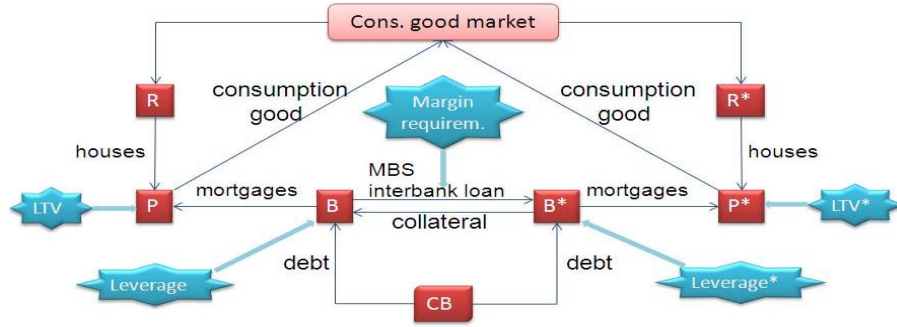 Cons. good market
R
consumption
good
Margin
requirem.
consumption
good
R*
houses
houses
MBS
LTV
P
mortgages
B
interbank loan
B*
mortgages
P*
LTV*
collateral
debt
debt
Leverage
CB
Leverage*